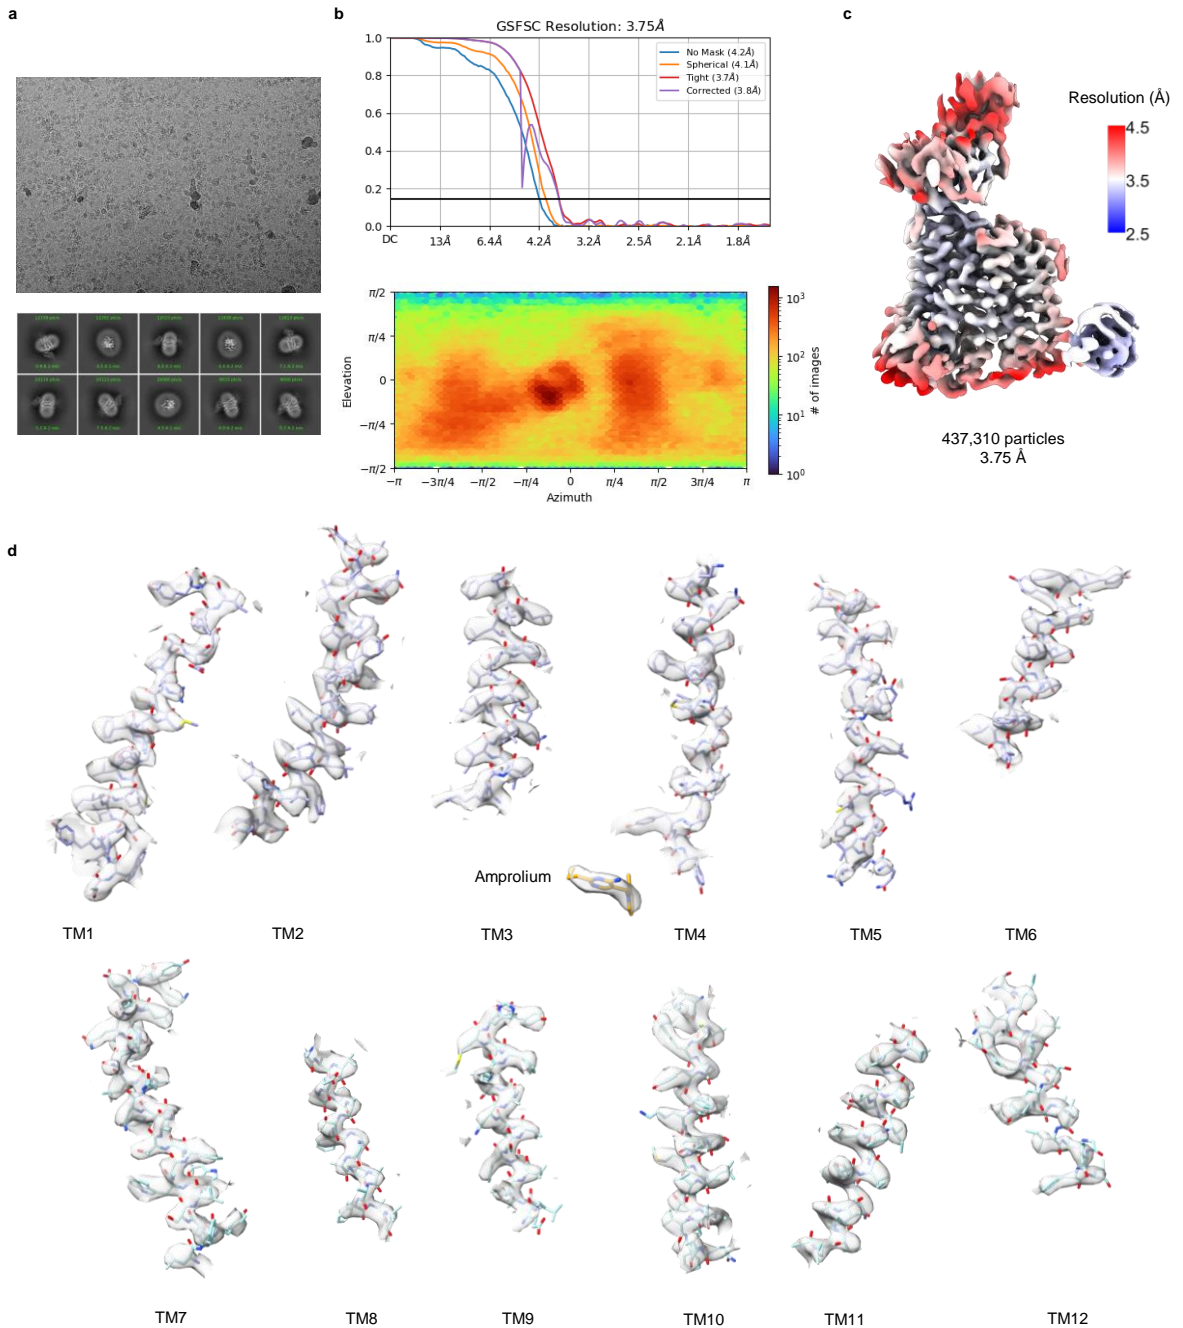 a
b
c
GSFSC Resolution: 3.75Å
No Mask (4.2Å)
Spherical (4.1Å)
Tight (3.7Å)
Corrected (3.8Å)
1.0
0.8
0.6
0.4
0.2
0.0
DC 13Å 6.4Å 4.2Å 3.2Å 2.5Å 2.1Å 1.8Å
Resolution (Å)
4.5
3.5
2.5
π/2
π/4
0
−π/4
−π/2
Elevation
−π −3π/4 −π/2 −π/4 0 π/4 π/2 3π/4 π
Azimuth
10³
10²
10¹
10⁰
# of images
437,310 particles
3.75 Å
d
Amprolium
TM1 TM2 TM3 TM4 TM5 TM6
TM7 TM8 TM9 TM10 TM11 TM12